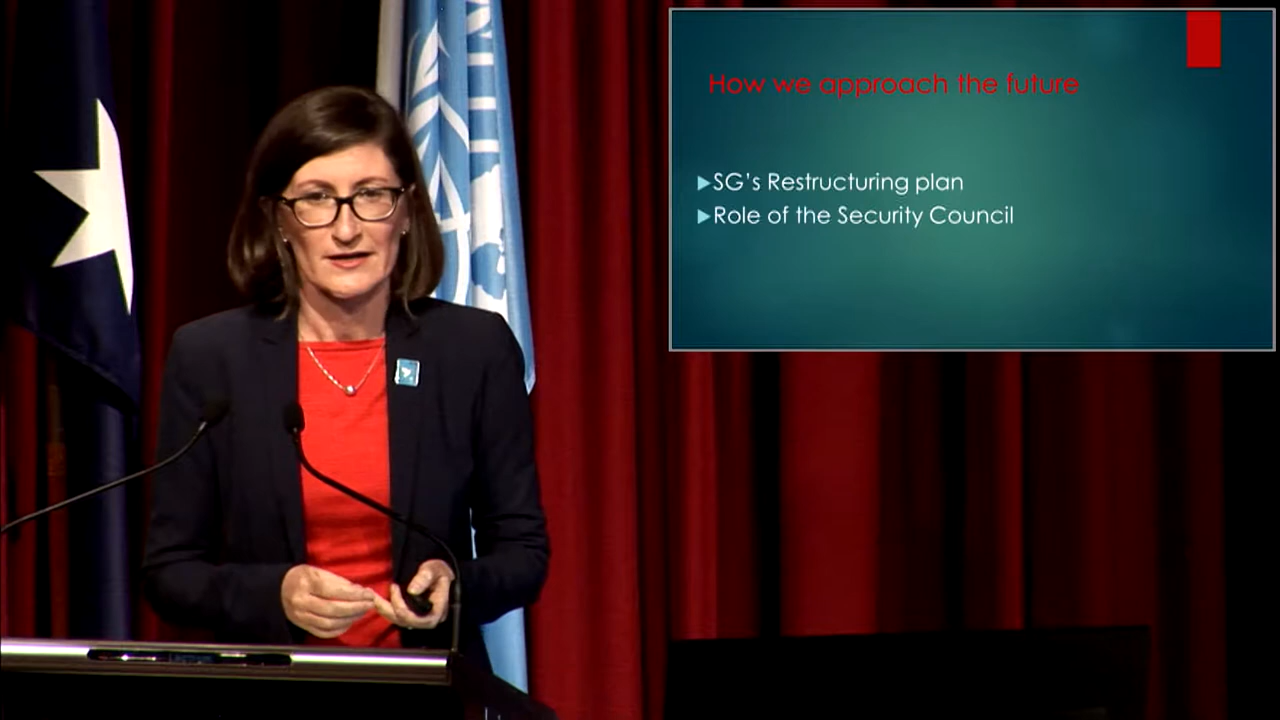 How we approach the future
SG's Restructuring plan
Role of the Security Council